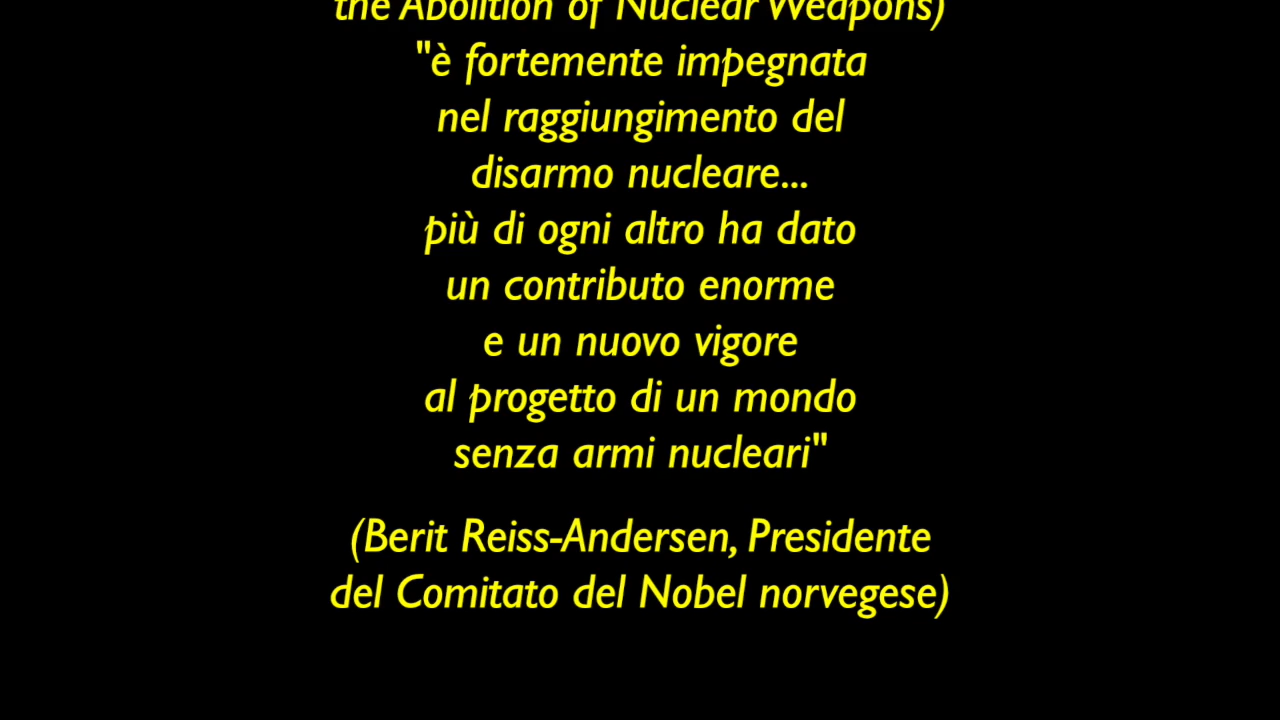 the Abolition of Nuclear Weapons)
"è fortemente impegnata
nel raggiungimento del
disarmo nucleare...
più di ogni altro ha dato
un contributo enorme
e un nuovo vigore
al progetto di un mondo
senza armi nucleari"
(Berit Reiss-Andersen, Presidente
del Comitato del Nobel norvegese)